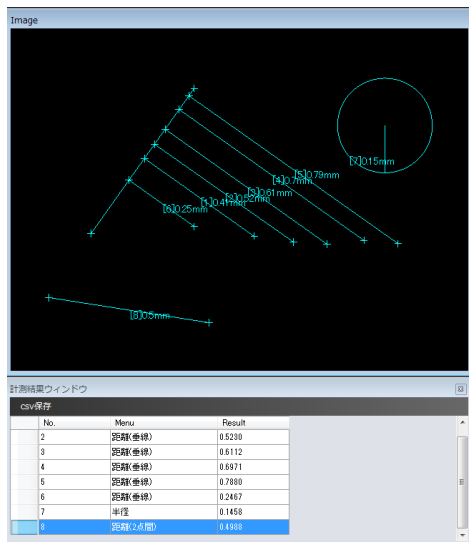 Image
[7]0.15mm
[5]0.79mm
[4]0.7mm
[3]0.61mm
[2]0.52mm
[1]0.41mm
[6]0.25mm
[8]0.5mm
計測結果ウィンドウ
csv保存
No. Menu Result
2 距離(垂線) 0.5230
3 距離(垂線) 0.6112
4 距離(垂線) 0.6971
5 距離(垂線) 0.7880
6 距離(垂線) 0.2467
7 半径 0.1458
8 距離(2点間) 0.4988